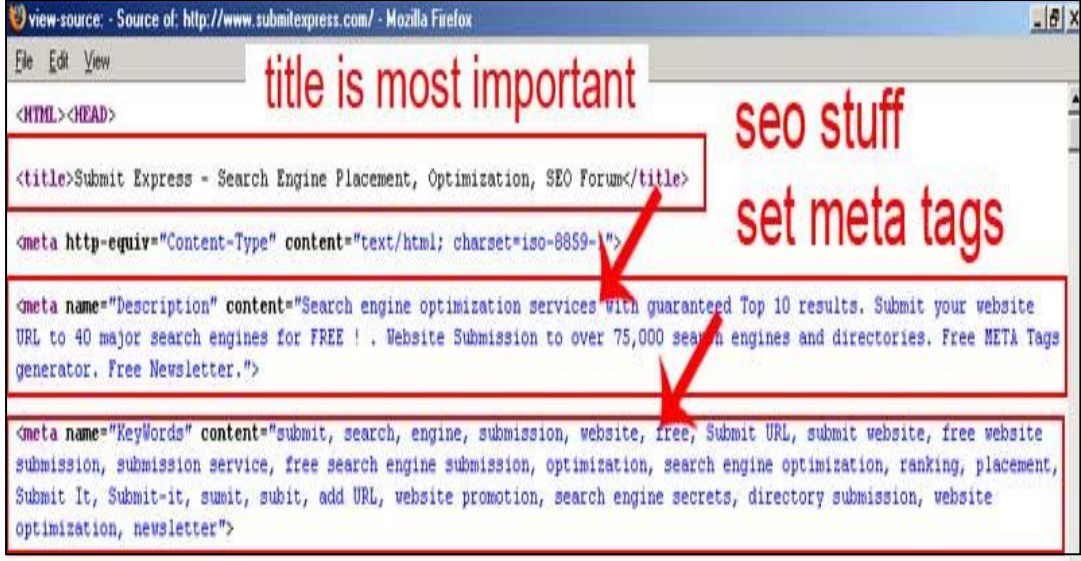 view-source: - Source of: http://www.submitexpress.com/ - Mozilla Firefox
File Edit View
title is most important
<HTML><HEAD>
seo stuff
<title>Submit Express - Search Engine Placement, Optimization, SEO Forum</title>
set meta tags
<meta http-equiv="Content-Type" content="text/html; charset=iso-8859-1">
<meta name="Description" content="Search engine optimization services with guaranteed Top 10 results. Submit your website
URL to 40 major search engines for FREE ! . Website Submission to over 75,000 search engines and directories. Free META Tags
generator. Free Newsletter.">
<meta name="KeyWords" content="submit, search, engine, submission, website, free, Submit URL, submit website, free website
submission, submission service, free search engine submission, optimization, search engine optimization, ranking, placement,
Submit It, Submit-it, sumit, subit, add URL, website promotion, search engine secrets, directory submission, website
optimization, newsletter">